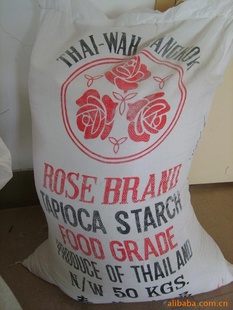 THAI-WAH BANGKOK
ROSE BRAND
TAPIOCA STARCH
FOOD GRADE
PRODUCE OF THAILAND
N/W 50 KGS.
alibaba.com.cn